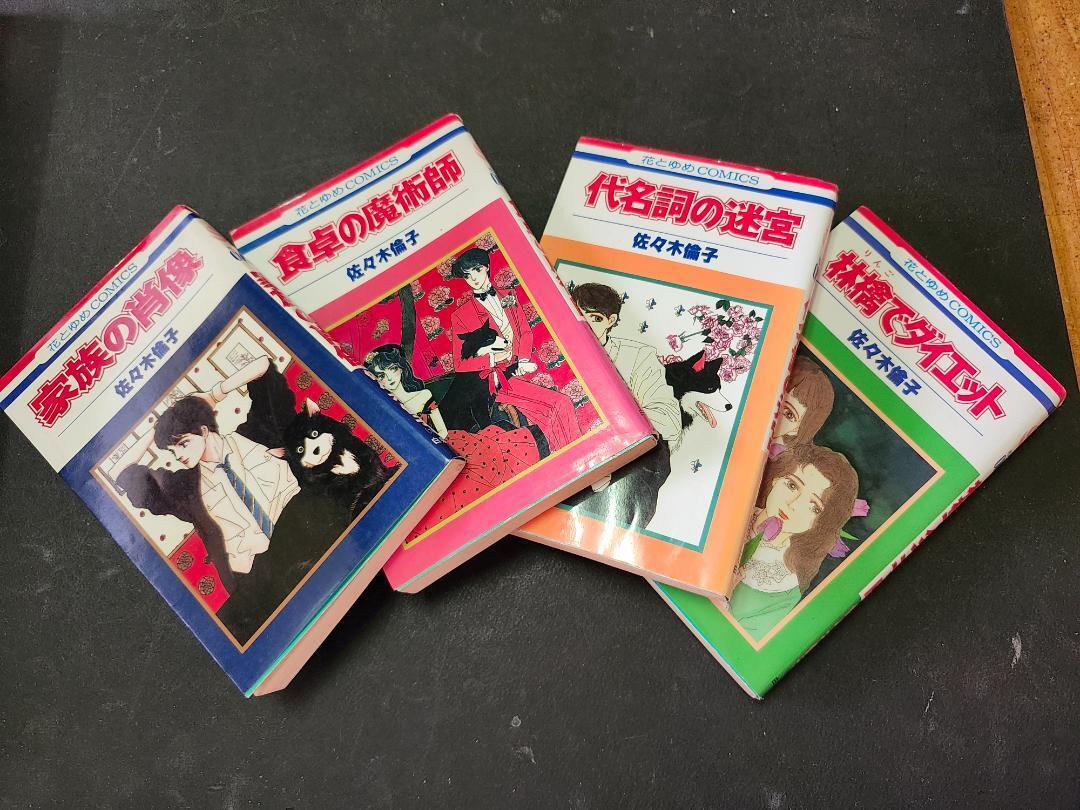 花とゆめCOMICS
家族の肖像
佐々木倫子
花とゆめCOMICS
食卓の魔術師
佐々木倫子
花とゆめCOMICS
代名詞の迷宮
佐々木倫子
花とゆめCOMICS
りんご
林檎でダイエット
佐々木倫子